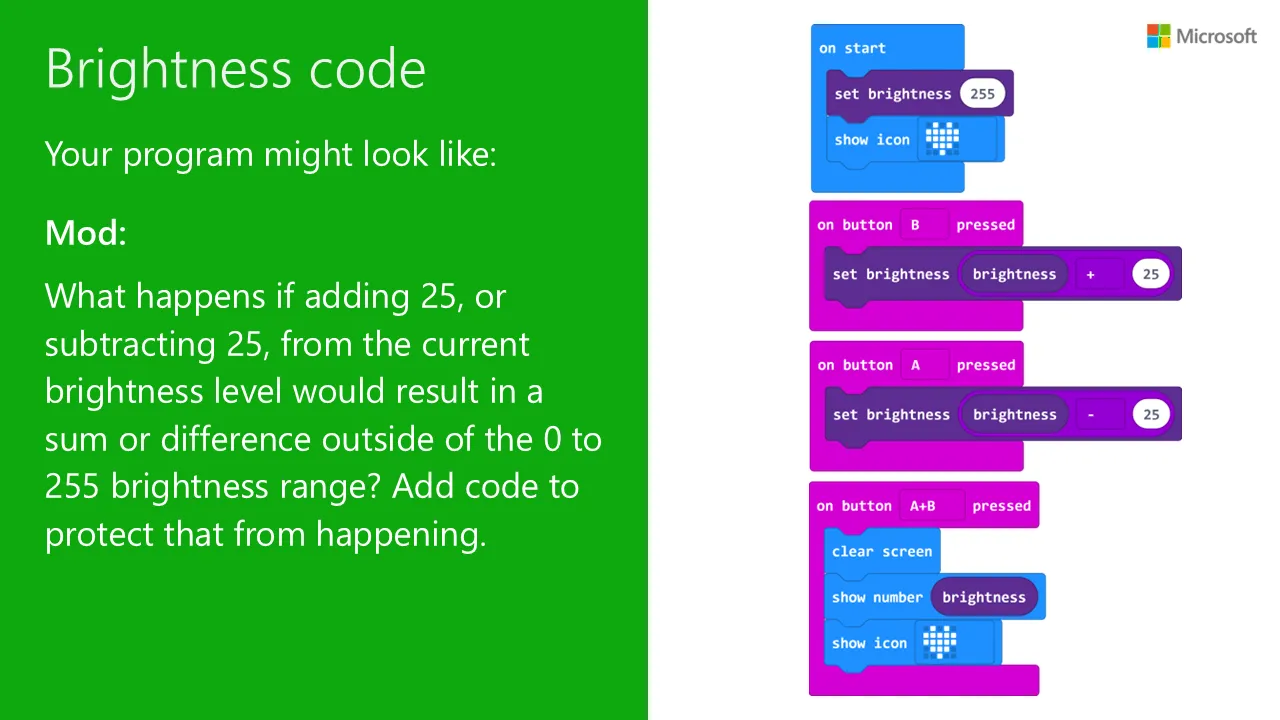 Brightness code
Your program might look like:
Mod:
What happens if adding 25, or
subtracting 25, from the current
brightness level would result in a
sum or difference outside of the 0 to
255 brightness range? Add code to
protect that from happening.
Microsoft
on start
set brightness 255
show icon
on button B pressed
set brightness brightness + 25
on button A pressed
set brightness brightness - 25
on button A+B pressed
clear screen
show number brightness
show icon